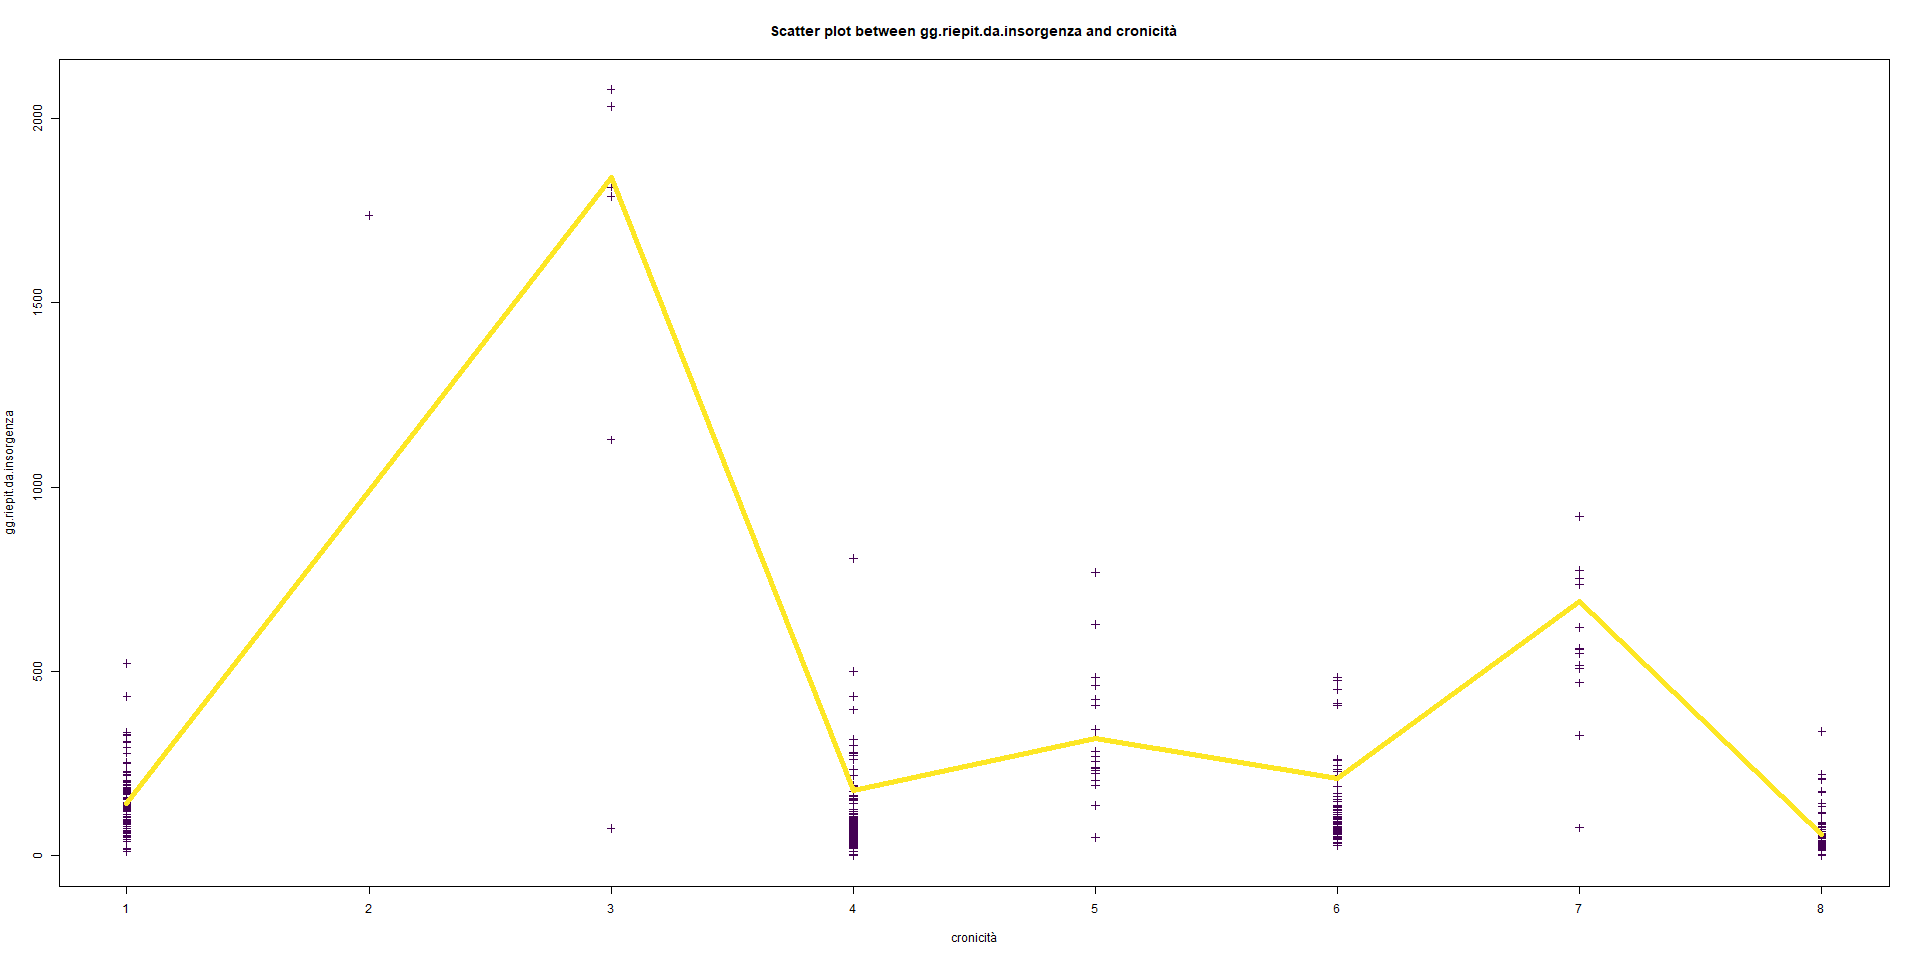 Scatter plot between gg.riepit.da.insorgenza and cronicità
gg.riepit.da.insorgenza
2000
1500
1000
500
0
1 2 3 4 5 6 7 8
cronicità